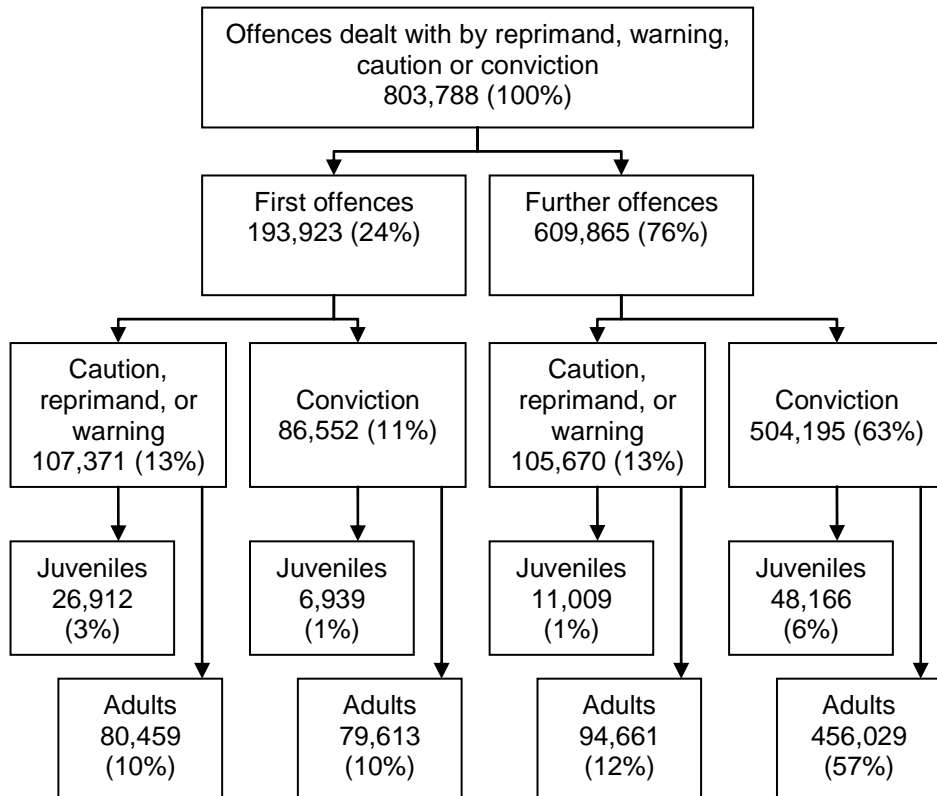 Offences dealt with by reprimand, warning,
caution or conviction
803,788 (100%)
First offences
193,923 (24%)
Further offences
609,865 (76%)
Caution,
reprimand, or
warning
107,371 (13%)
Conviction
86,552 (11%)
Caution,
reprimand, or
warning
105,670 (13%)
Conviction
504,195 (63%)
Juveniles
26,912
(3%)
Juveniles
6,939
(1%)
Juveniles
11,009
(1%)
Juveniles
48,166
(6%)
Adults
80,459
(10%)
Adults
79,613
(10%)
Adults
94,661
(12%)
Adults
456,029
(57%)